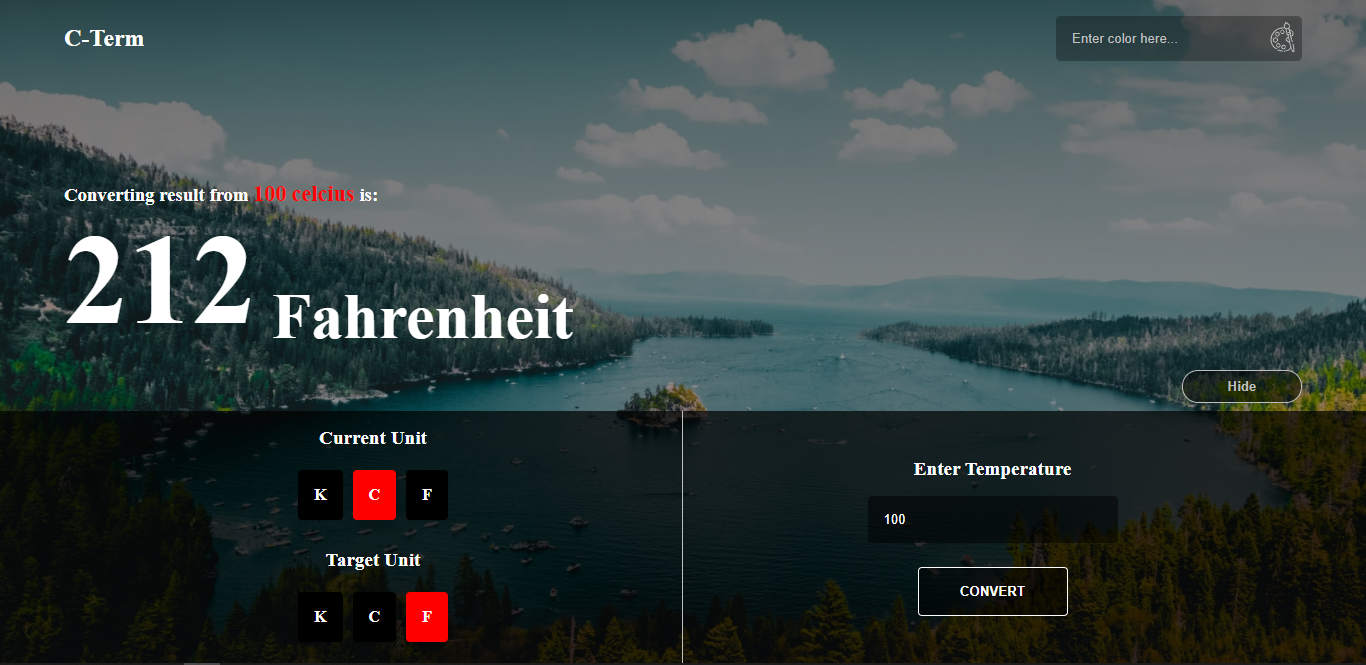 C-Term
Enter color here...
Converting result from 100 celcius is:
212 Fahrenheit
Hide
Current Unit
K C F
Target Unit
K C F
Enter Temperature
100
CONVERT